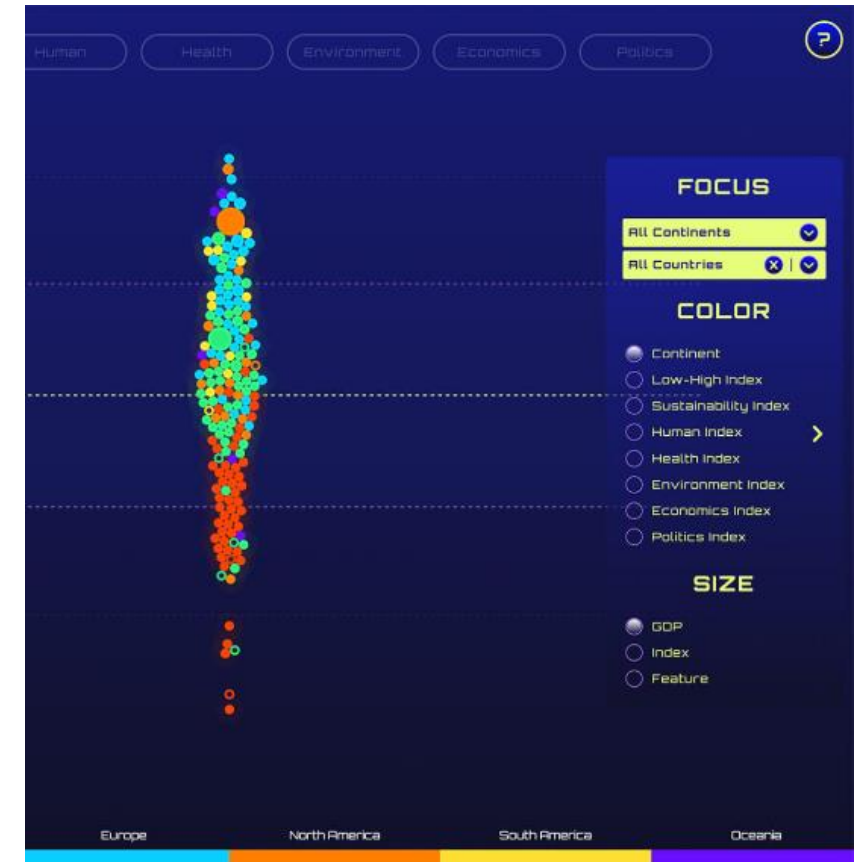 Human Health Environment Economics Politics ?
FOCUS
All Continents
All Countries
COLOR
Continent
Low-High Index
Sustainability Index
Human Index
Health Index
Environment Index
Economics Index
Politics Index
SIZE
GDP
Index
Feature
Europe North America South America Oceania